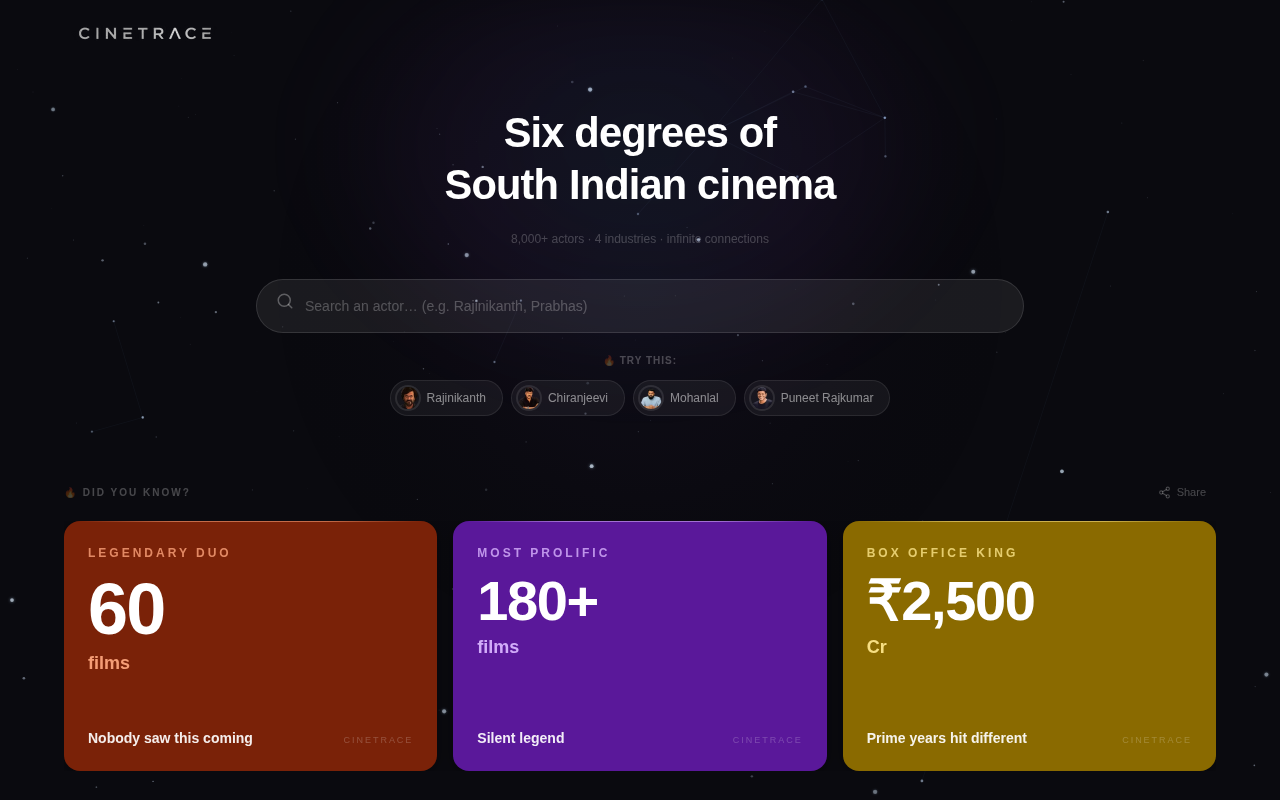 CINETRACE
Six degrees of
South Indian cinema
8,000+ actors · 4 industries · infinite connections
Search an actor… (e.g. Rajinikanth, Prabhas)
🔥 TRY THIS:
Rajinikanth
Chiranjeevi
Mohanlal
Puneet Rajkumar
🔥 DID YOU KNOW?
Share
LEGENDARY DUO
60
films
Nobody saw this coming
CINETRACE
MOST PROLIFIC
180+
films
Silent legend
CINETRACE
BOX OFFICE KING
₹2,500
Cr
Prime years hit different
CINETRACE